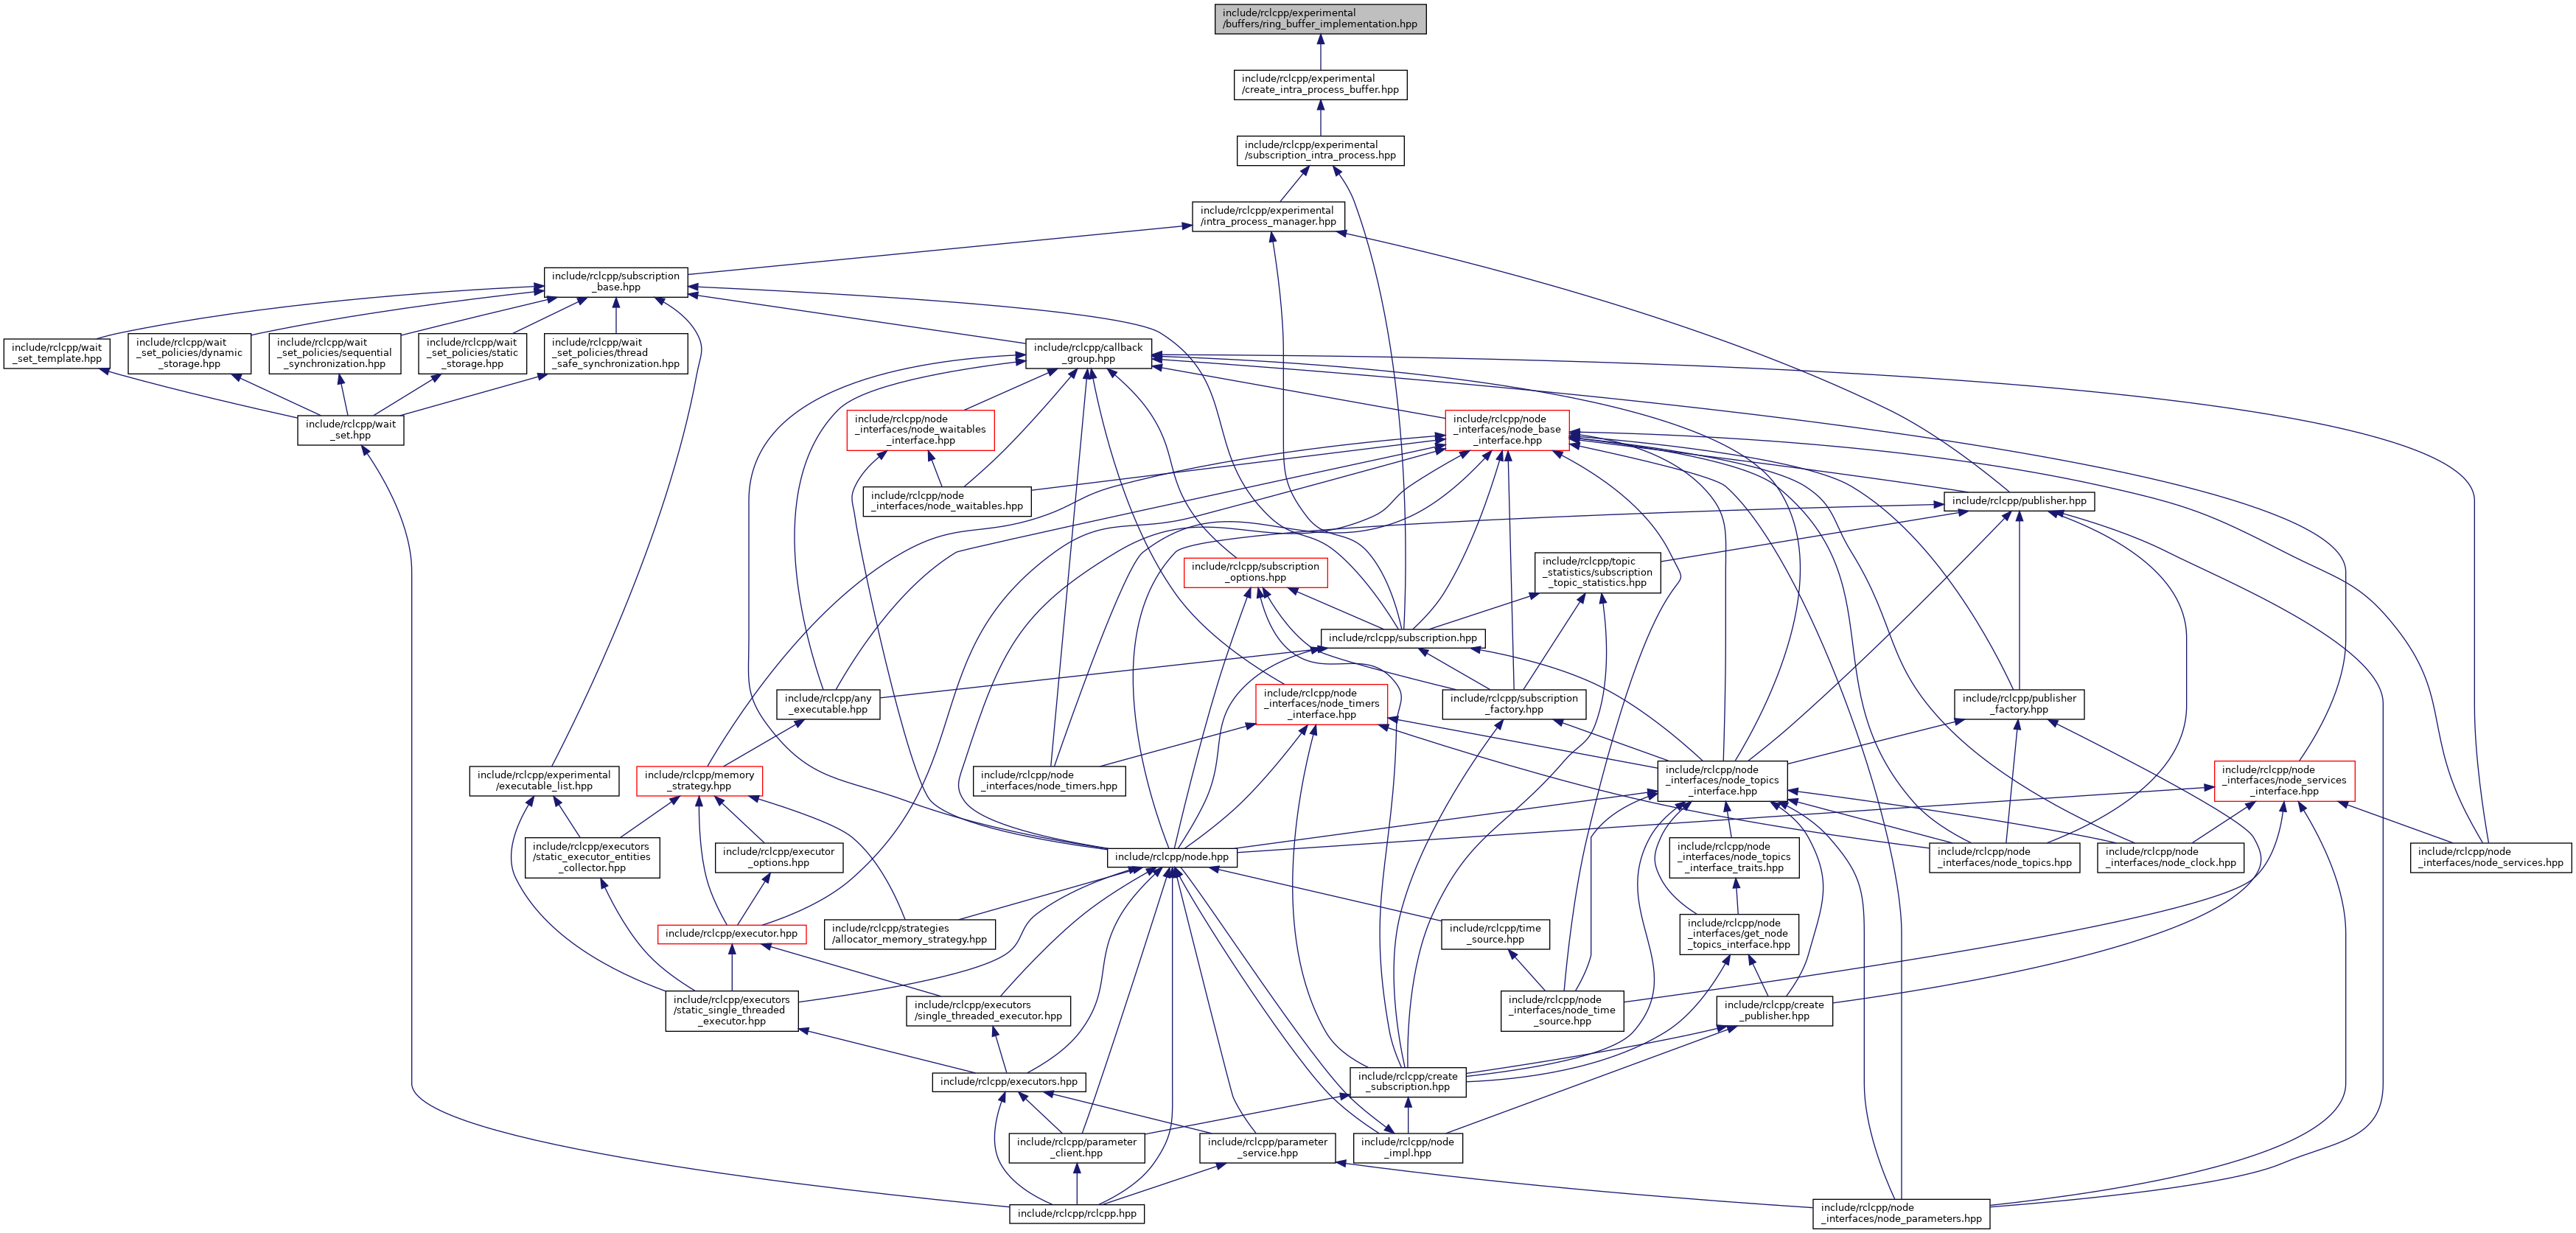 include/rclcpp/experimental
/buffers/ring_buffer_implementation.hpp
include/rclcpp/experimental
/create_intra_process_buffer.hpp
include/rclcpp/experimental
/subscription_intra_process.hpp
include/rclcpp/experimental
/intra_process_manager.hpp
include/rclcpp/subscription
_base.hpp
include/rclcpp/wait
_set_template.hpp
include/rclcpp/wait
_set_policies/dynamic
_storage.hpp
include/rclcpp/wait
_set_policies/sequential
_synchronization.hpp
include/rclcpp/wait
_set_policies/static
_storage.hpp
include/rclcpp/wait
_set_policies/thread
_safe_synchronization.hpp
include/rclcpp/callback
_group.hpp
include/rclcpp/wait
_set.hpp
include/rclcpp/node
_interfaces/node_waitables
_interface.hpp
include/rclcpp/node
_interfaces/node_base
_interface.hpp
include/rclcpp/node
_interfaces/node_waitables.hpp
include/rclcpp/publisher.hpp
include/rclcpp/subscription
_options.hpp
include/rclcpp/topic
_statistics/subscription
_topic_statistics.hpp
include/rclcpp/subscription.hpp
include/rclcpp/any
_executable.hpp
include/rclcpp/node
_interfaces/node_timers
_interface.hpp
include/rclcpp/subscription
_factory.hpp
include/rclcpp/publisher
_factory.hpp
include/rclcpp/experimental
/executable_list.hpp
include/rclcpp/memory
_strategy.hpp
include/rclcpp/node
_interfaces/node_timers.hpp
include/rclcpp/node
_interfaces/node_topics
_interface.hpp
include/rclcpp/node
_interfaces/node_services
_interface.hpp
include/rclcpp/executors
/static_executor_entities
_collector.hpp
include/rclcpp/executor
_options.hpp
include/rclcpp/node.hpp
include/rclcpp/node
_interfaces/node_topics
_interface_traits.hpp
include/rclcpp/node
_interfaces/node_topics.hpp
include/rclcpp/node
_interfaces/node_clock.hpp
include/rclcpp/node
_interfaces/node_services.hpp
include/rclcpp/executor.hpp
include/rclcpp/strategies
/allocator_memory_strategy.hpp
include/rclcpp/time
_source.hpp
include/rclcpp/node
_interfaces/get_node
_topics_interface.hpp
include/rclcpp/executors
/static_single_threaded
_executor.hpp
include/rclcpp/executors
/single_threaded_executor.hpp
include/rclcpp/node
_interfaces/node_time
_source.hpp
include/rclcpp/create
_publisher.hpp
include/rclcpp/executors.hpp
include/rclcpp/create
_subscription.hpp
include/rclcpp/parameter
_client.hpp
include/rclcpp/parameter
_service.hpp
include/rclcpp/node
_impl.hpp
include/rclcpp/rclcpp.hpp
include/rclcpp/node
_interfaces/node_parameters.hpp